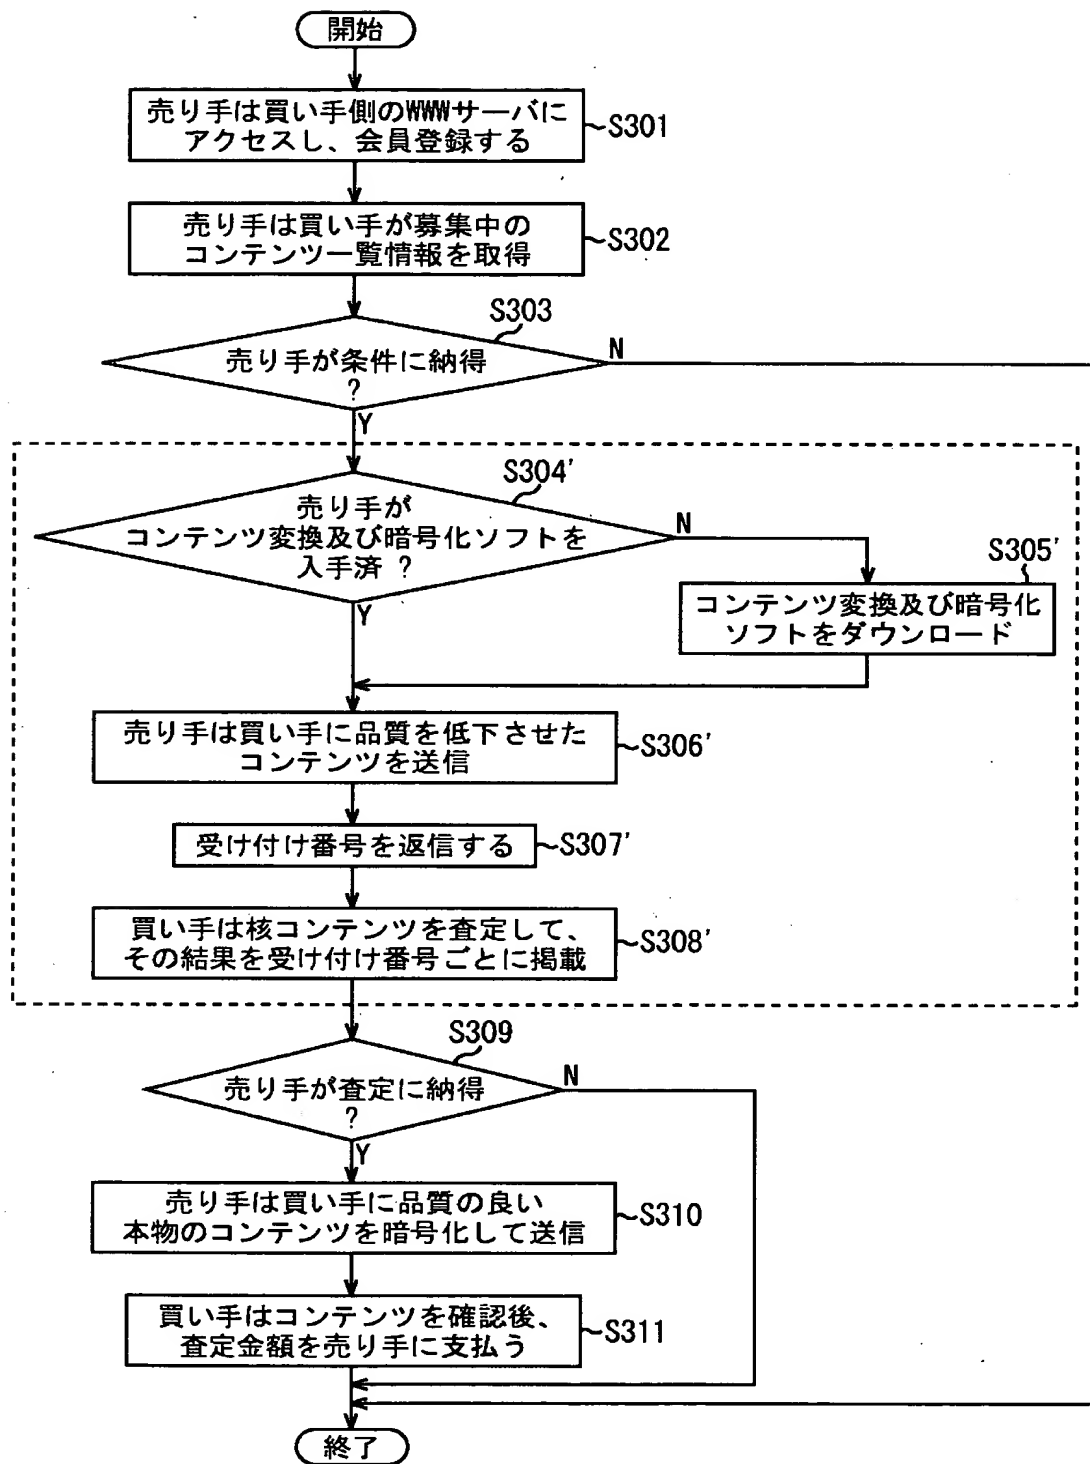 開始
売り手は買い手側のWWWサーバに
アクセスし、会員登録する
S301
売り手は買い手が募集中の
コンテンツ一覧情報を取得
S302
S303
売り手が条件に納得
?
N
Y
S304'
売り手が
コンテンツ変換及び暗号化ソフトを
入手済 ?
N
Y
S305'
コンテンツ変換及び暗号化
ソフトをダウンロード
売り手は買い手に品質を低下させた
コンテンツを送信
S306'
受け付け番号を返信する
S307'
買い手は核コンテンツを査定して、
その結果を受け付け番号ごとに掲載
S308'
S309
売り手が査定に納得
?
N
Y
売り手は買い手に品質の良い
本物のコンテンツを暗号化して送信
S310
買い手はコンテンツを確認後、
査定金額を売り手に支払う
S311
終了